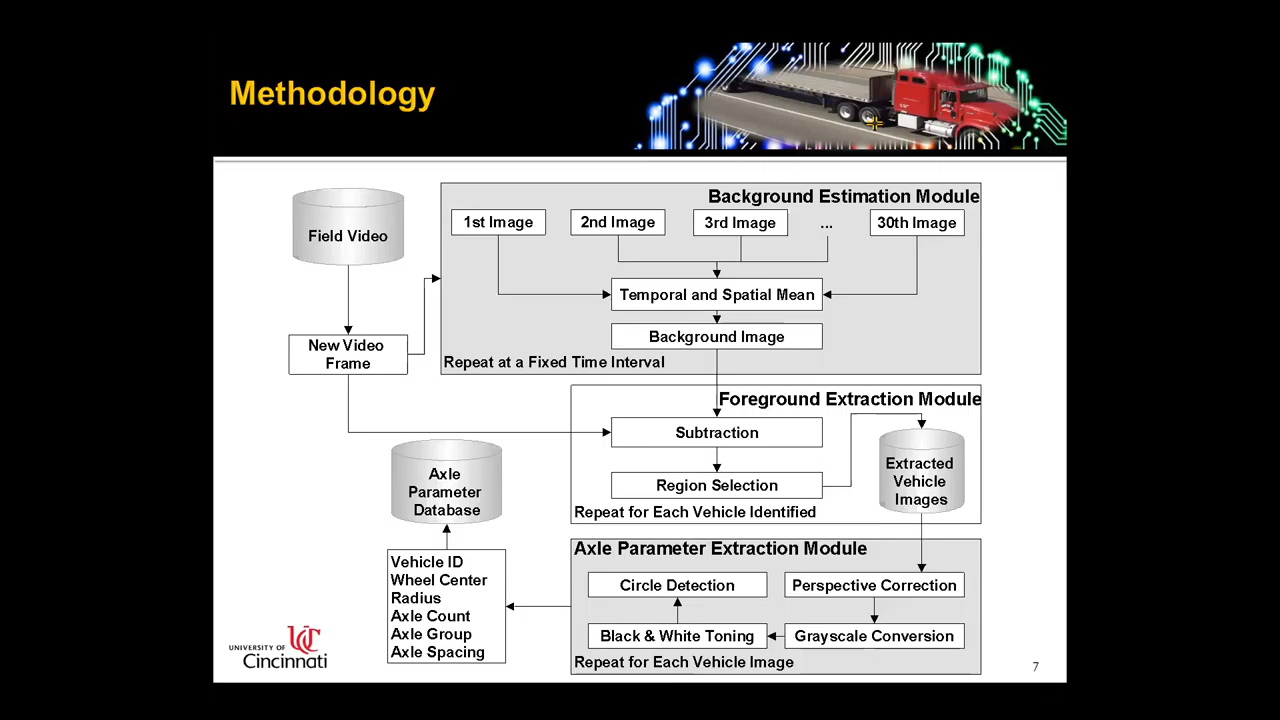 Methodology
Background Estimation Module
1st Image
2nd Image
3rd Image
...
30th Image
Field Video
Temporal and Spatial Mean
Background Image
New Video
Frame
Repeat at a Fixed Time Interval
Foreground Extraction Module
Subtraction
Region Selection
Extracted
Vehicle
Images
Repeat for Each Vehicle Identified
Axle
Parameter
Database
Axle Parameter Extraction Module
Circle Detection
Perspective Correction
Black & White Toning
Grayscale Conversion
Repeat for Each Vehicle Image
Vehicle ID
Wheel Center
Radius
Axle Count
Axle Group
Axle Spacing
UC
UNIVERSITY OF
Cincinnati
7